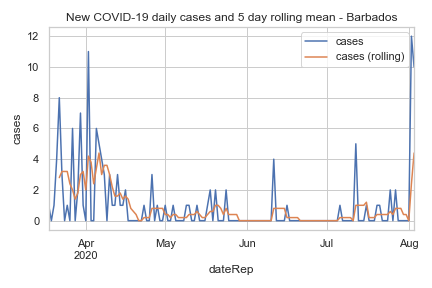 New COVID-19 daily cases and 5 day rolling mean - Barbados
cases
cases (rolling)
12
10
8
6
4
2
0
cases
Apr
2020
May
Jun
Jul
Aug
dateRep